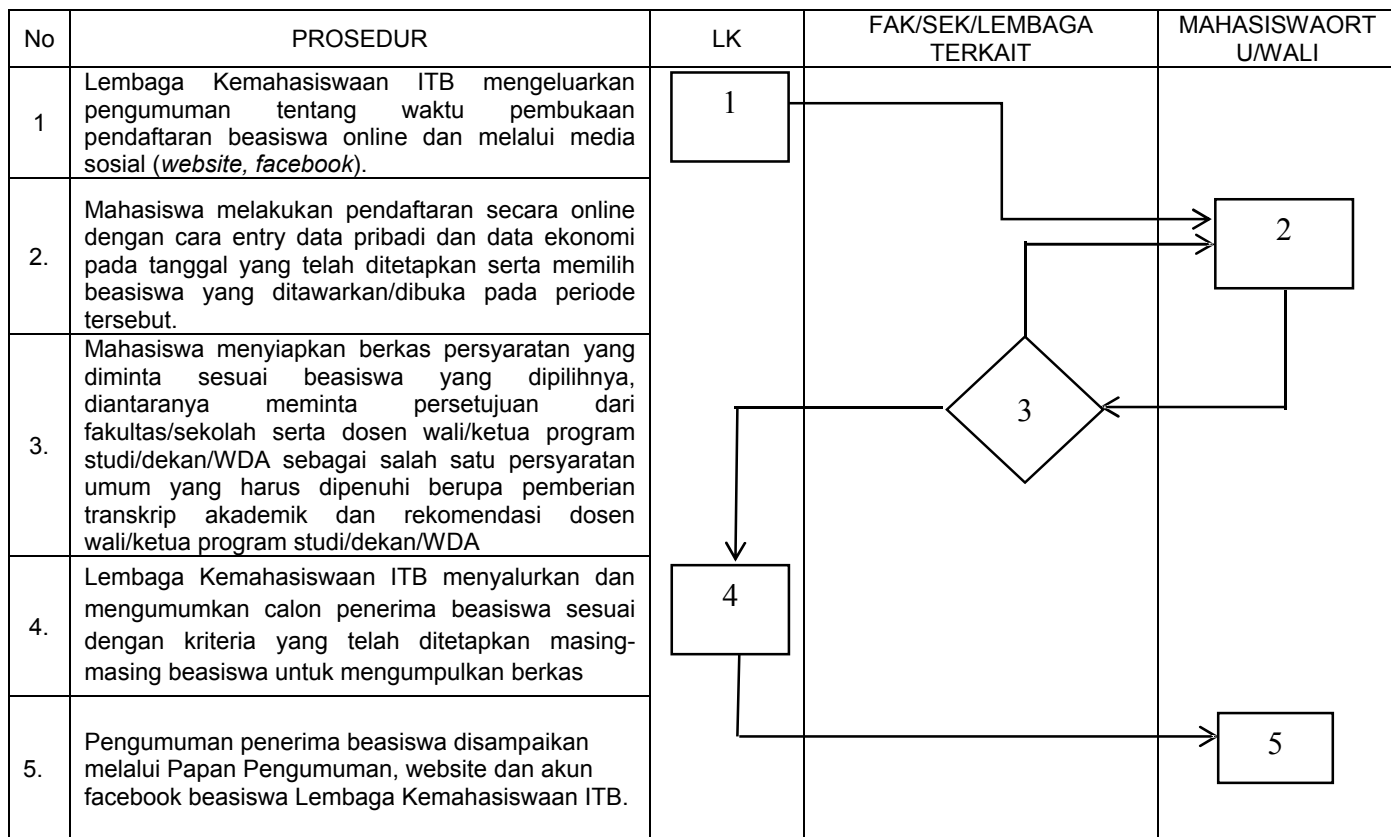 No
PROSEDUR
LK
FAK/SEK/LEMBAGA
TERKAIT
MAHASISWAORT
U/WALI
1
Lembaga Kemahasiswaan ITB mengeluarkan
pengumuman tentang waktu pembukaan
pendaftaran beasiswa online dan melalui media
sosial (website, facebook).
1
2.
Mahasiswa melakukan pendaftaran secara online
dengan cara entry data pribadi dan data ekonomi
pada tanggal yang telah ditetapkan serta memilih
beasiswa yang ditawarkan/dibuka pada periode
tersebut.
2
3.
Mahasiswa menyiapkan berkas persyaratan yang
diminta sesuai beasiswa yang dipilihnya,
diantaranya meminta persetujuan dari
fakultas/sekolah serta dosen wali/ketua program
studi/dekan/WDA sebagai salah satu persyaratan
umum yang harus dipenuhi berupa pemberian
transkrip akademik dan rekomendasi dosen
wali/ketua program studi/dekan/WDA
3
4.
Lembaga Kemahasiswaan ITB menyalurkan dan
mengumumkan calon penerima beasiswa sesuai
dengan kriteria yang telah ditetapkan masing-
masing beasiswa untuk mengumpulkan berkas
4
5.
Pengumuman penerima beasiswa disampaikan
melalui Papan Pengumuman, website dan akun
facebook beasiswa Lembaga Kemahasiswaan ITB.
5